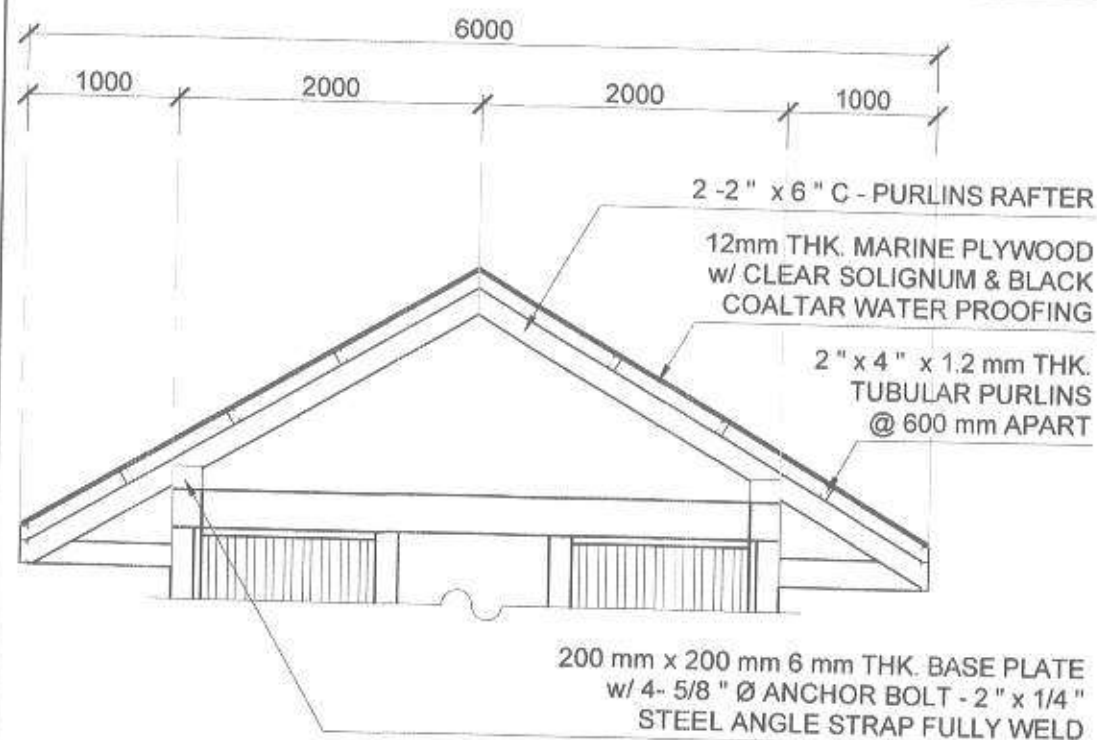 6000
1000 2000 2000 1000
2 -2 " x 6 " C - PURLINS RAFTER
12mm THK. MARINE PLYWOOD
w/ CLEAR SOLIGNUM & BLACK
COALTAR WATER PROOFING
2 " x 4 " x 1.2 mm THK.
TUBULAR PURLINS
@ 600 mm APART
200 mm x 200 mm 6 mm THK. BASE PLATE
w/ 4- 5/8 " Ø ANCHOR BOLT - 2 " x 1/4 "
STEEL ANGLE STRAP FULLY WELD